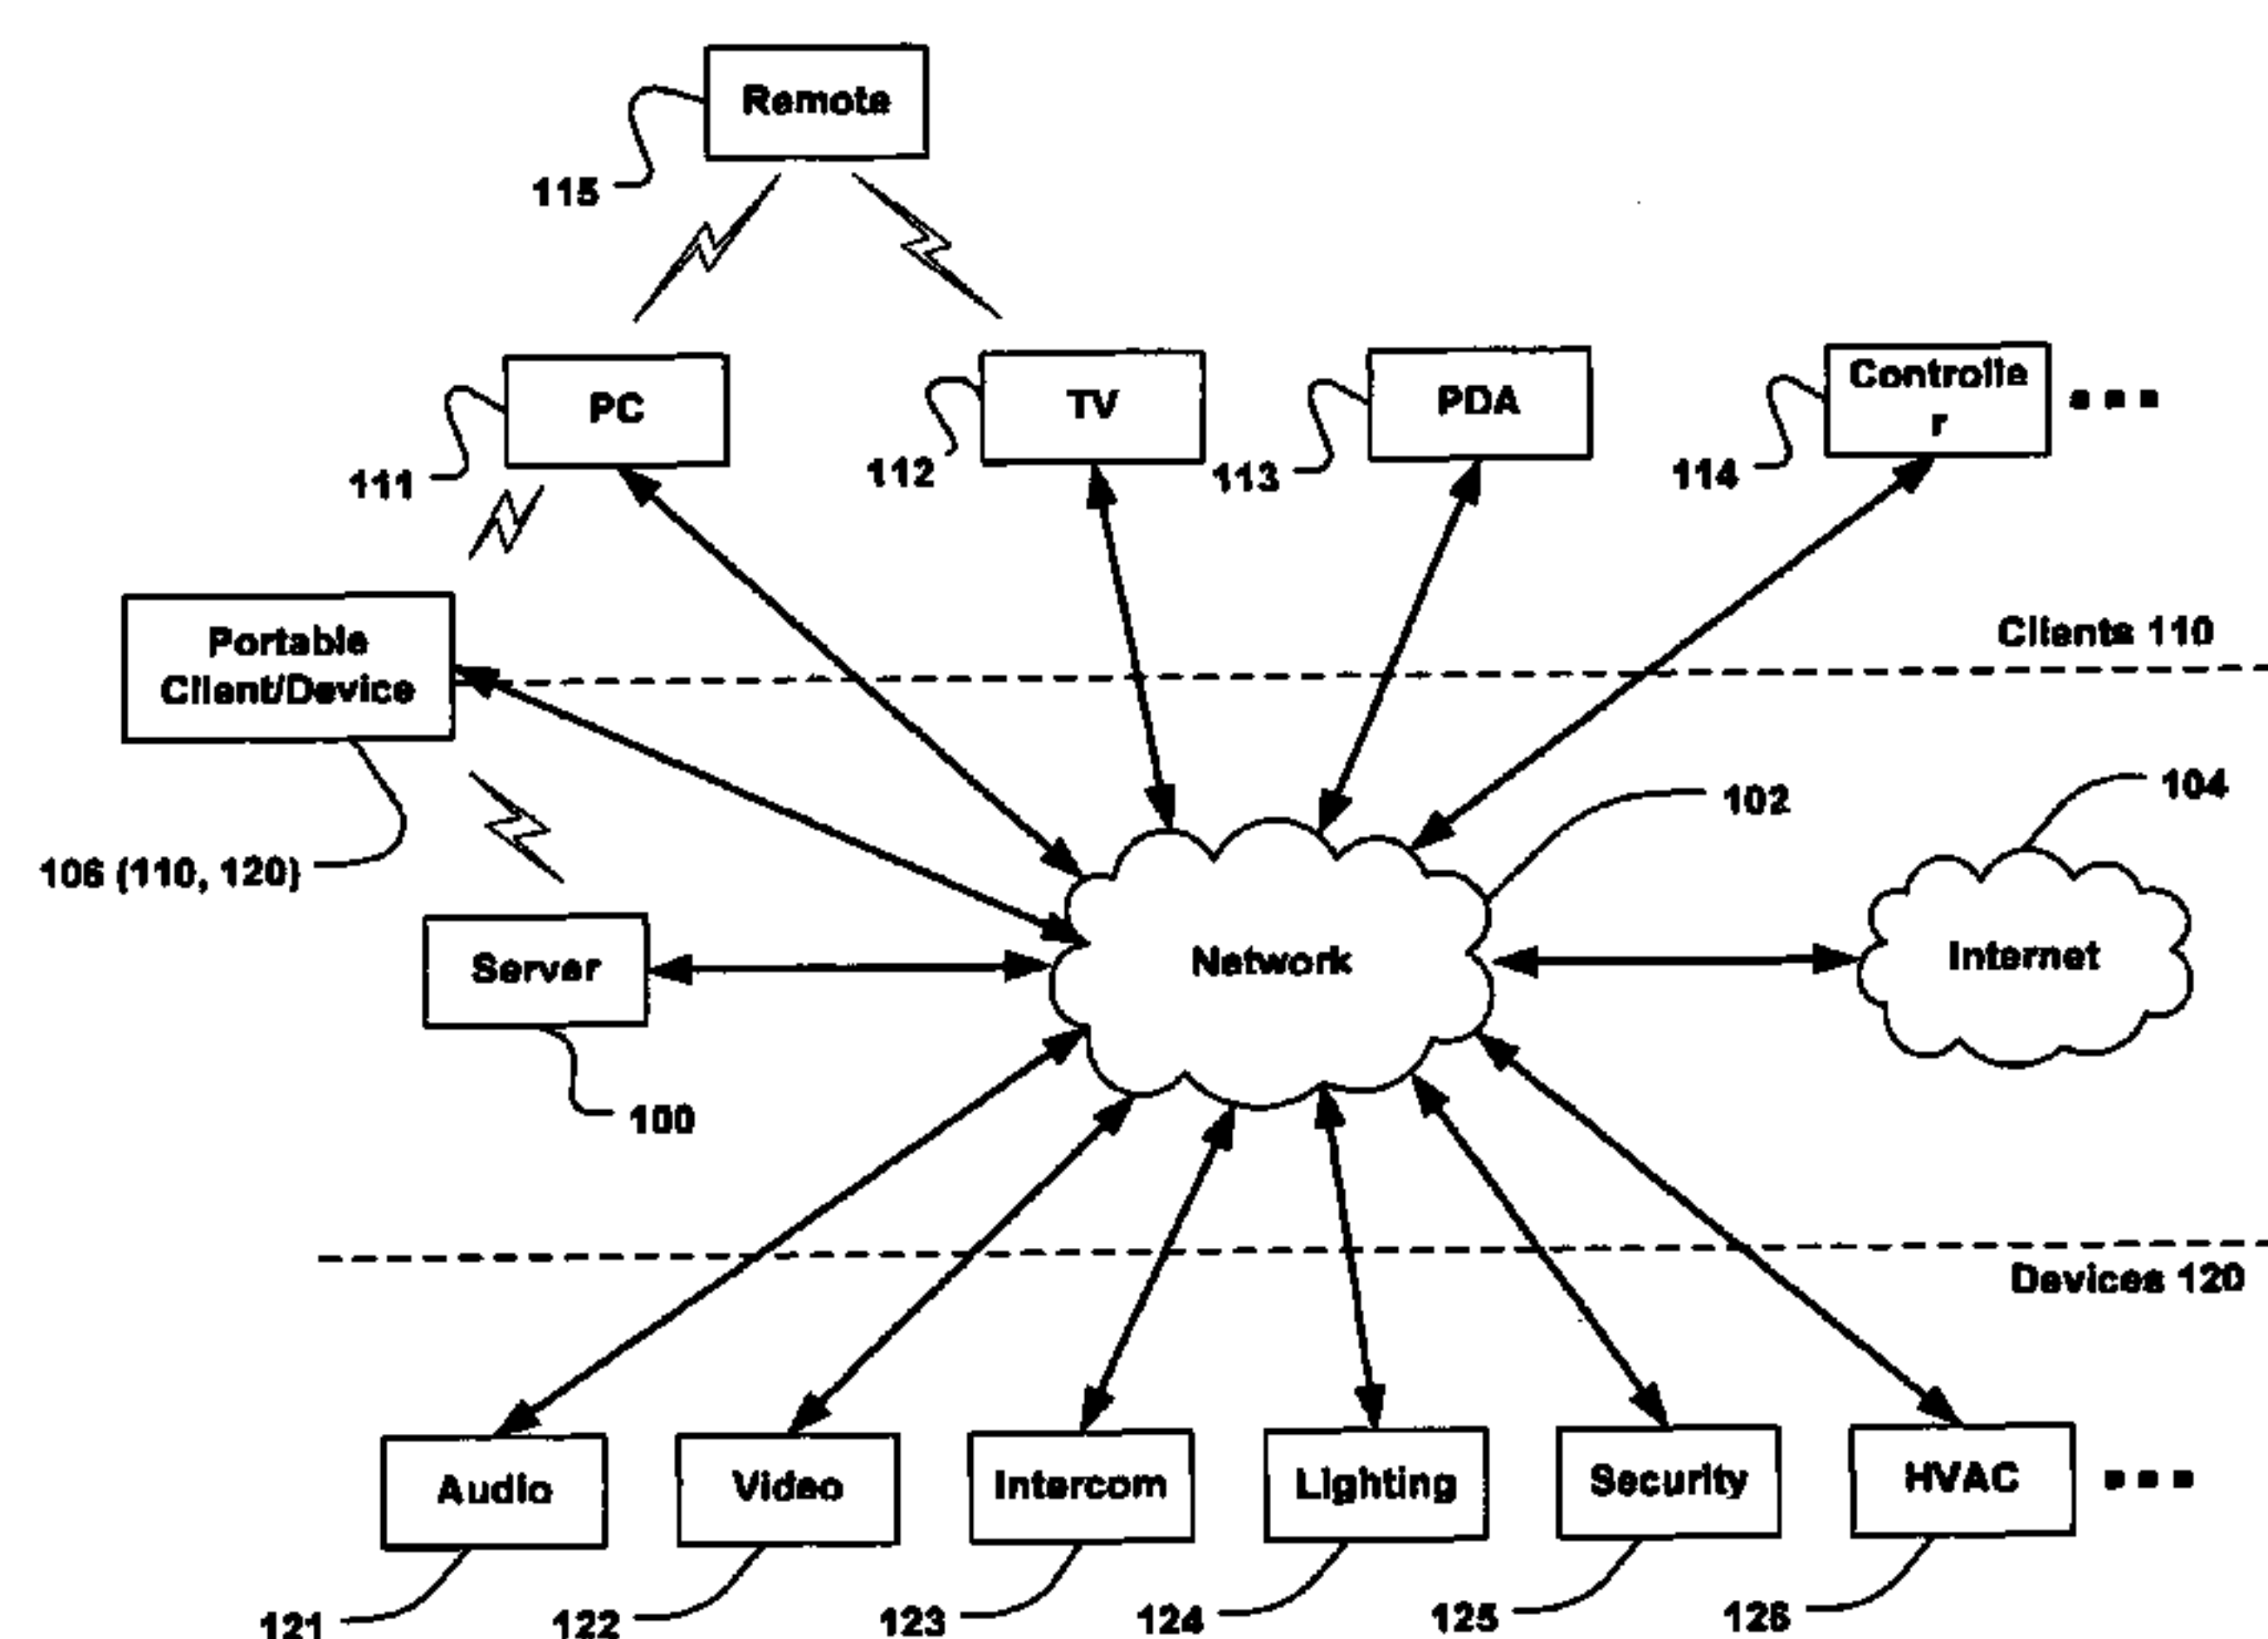 Remote
115
PC
TV
PDA
Controlle
r
111
112
113
114
Portable
Client/Device
Clients 110
106 (110, 120)
102
104
Server
Network
Internet
100
Devices 120
Audio
Video
Intercom
Lighting
Security
HVAC
121
122
123
124
125
126